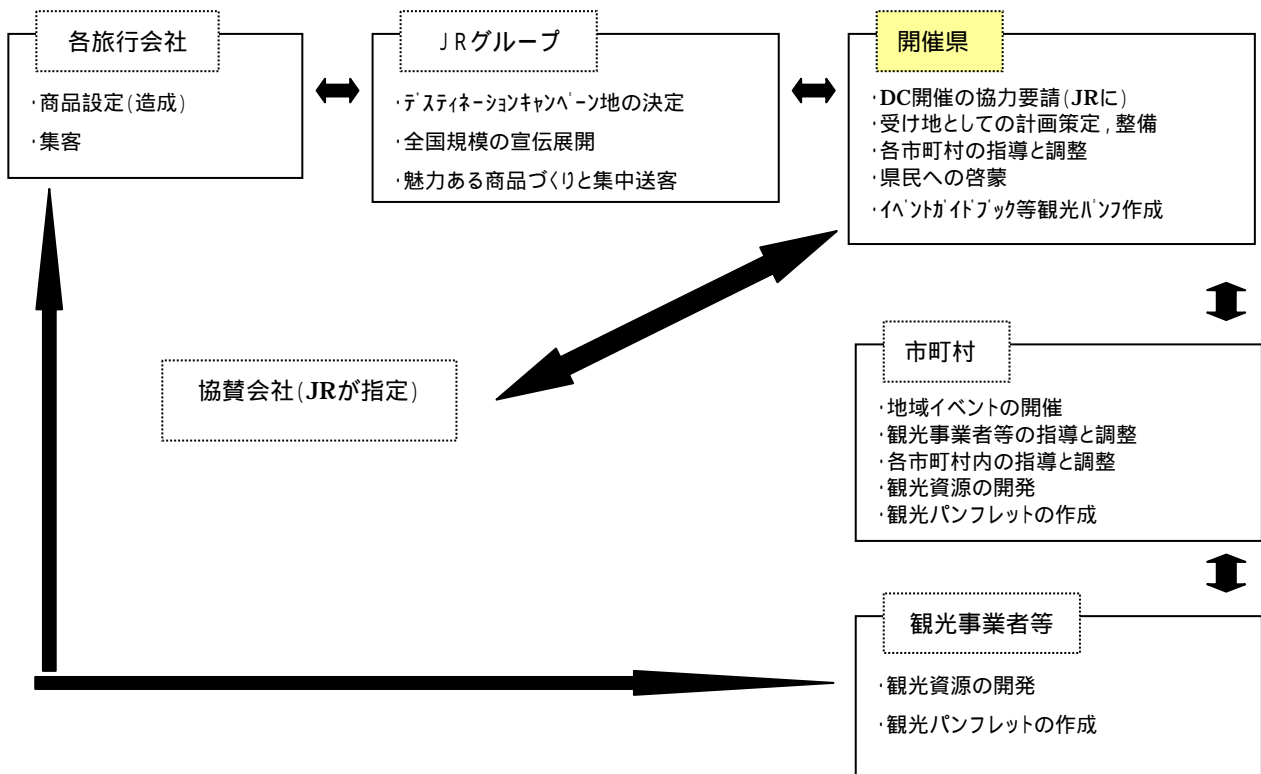 各旅行会社
・商品設定(造成)
・集客
JRグループ
・ﾃﾞｽﾃｨﾈｰｼｮﾝｷｬﾝﾍﾟｰﾝ地の決定
・全国規模の宣伝展開
・魅力ある商品づくりと集中送客
開催県
・DC開催の協力要請(JRに)
・受け地としての計画策定,整備
・各市町村の指導と調整
・県民への啓蒙
・ｲﾍﾞﾝﾄｶﾞｲﾄﾞﾌﾞｯｸ等観光ﾊﾟﾝﾌ作成
協賛会社(JRが指定)
市町村
・地域イベントの開催
・観光事業者等の指導と調整
・各市町村内の指導と調整
・観光資源の開発
・観光パンフレットの作成
観光事業者等
・観光資源の開発
・観光パンフレットの作成